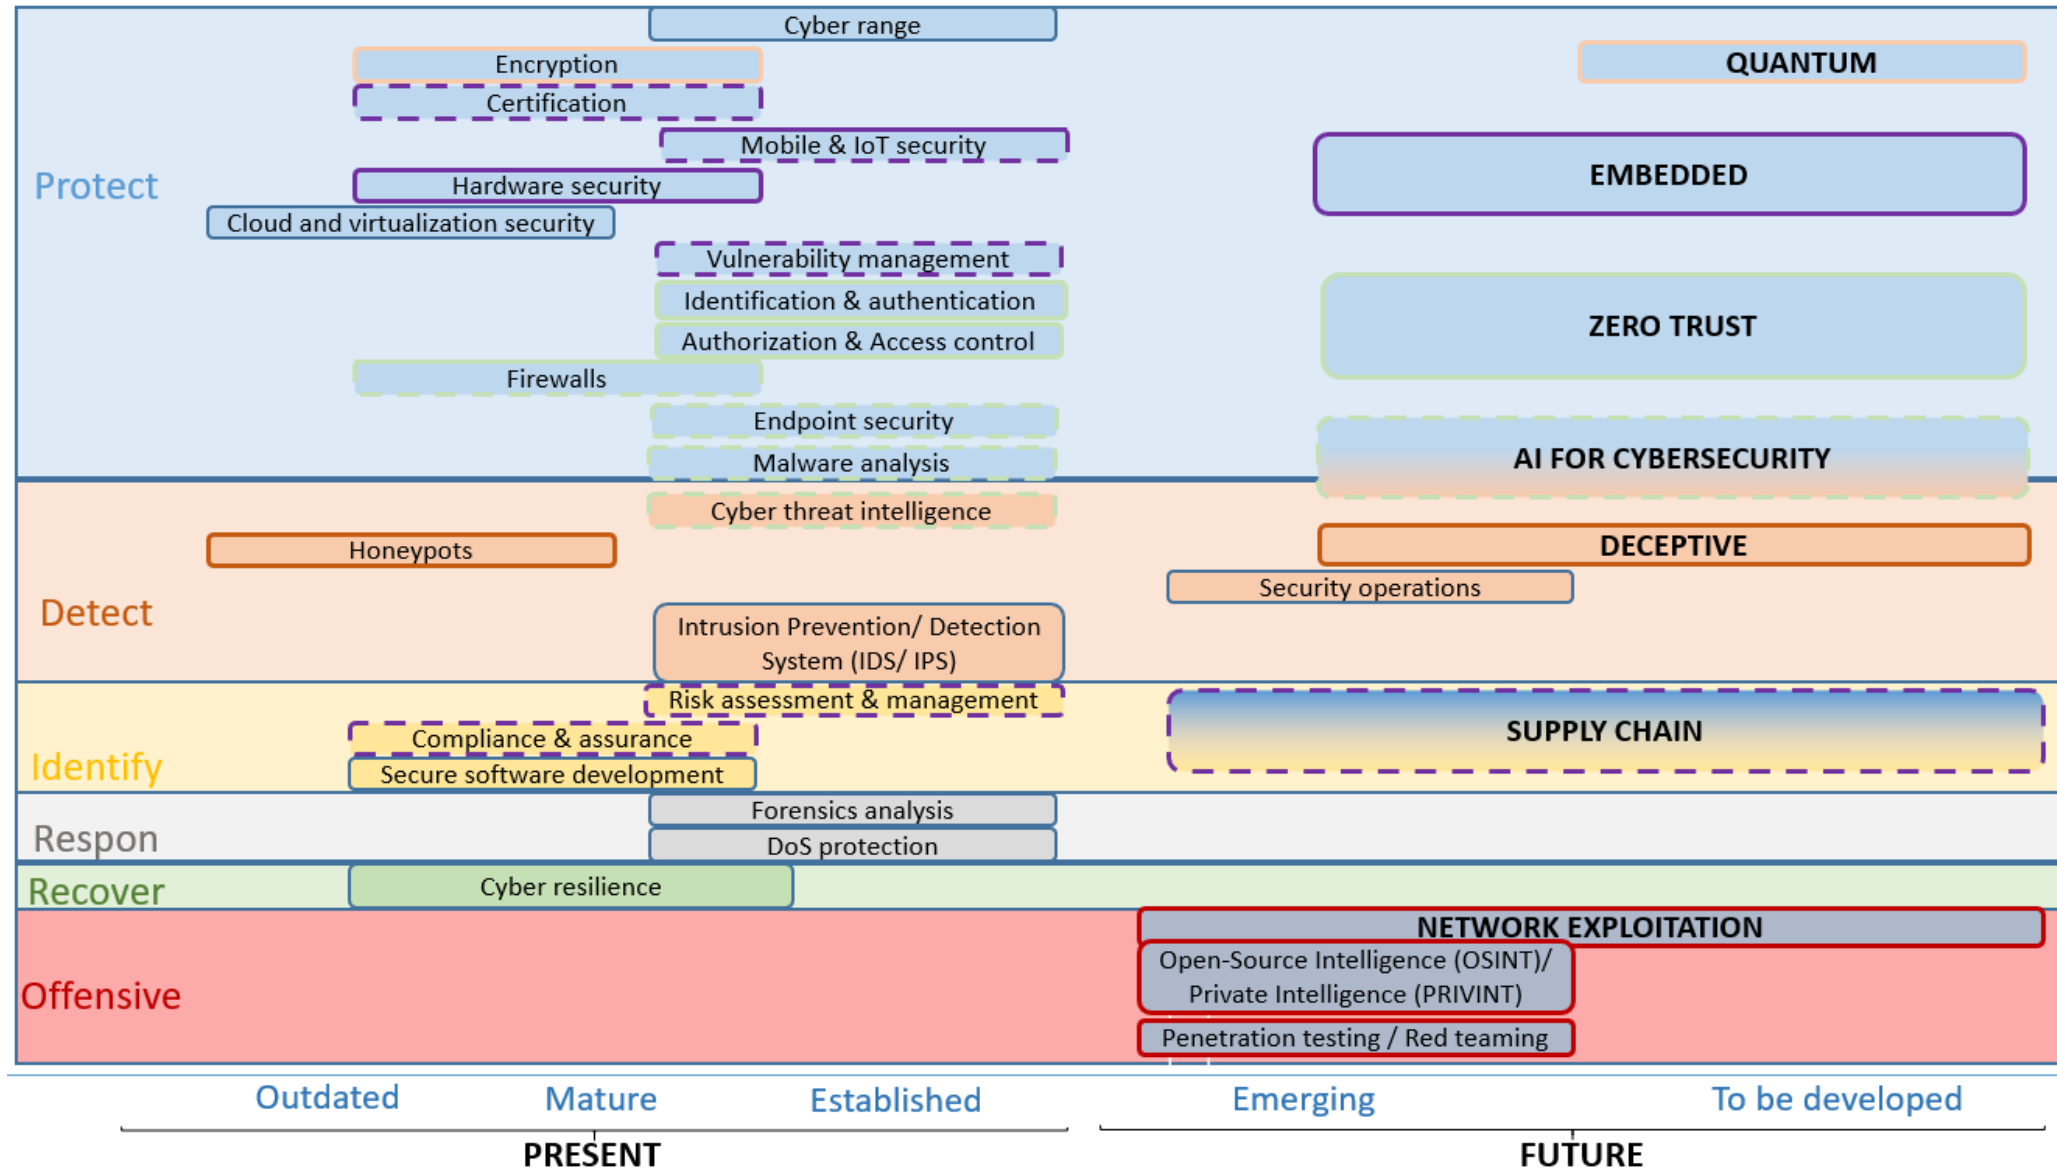 Cyber range
Encryption
QUANTUM
Certification
Mobile & IoT security
Protect
Hardware security
EMBEDDED
Cloud and virtualization security
Vulnerability management
Identification & authentication
Authorization & Access control
ZERO TRUST
Firewalls
Endpoint security
Malware analysis
AI FOR CYBERSECURITY
Cyber threat intelligence
Honeypots
DECEPTIVE
Security operations
Detect
Intrusion Prevention/ Detection
System (IDS/ IPS)
Risk assessment & management
Compliance & assurance
SUPPLY CHAIN
Identify
Secure software development
Forensics analysis
Respon
DoS protection
Recover
Cyber resilience
NETWORK EXPLOITATION
Open-Source Intelligence (OSINT)/
Private Intelligence (PRIVINT)
Offensive
Penetration testing / Red teaming
Outdated
Mature
Established
Emerging
To be developed
PRESENT
FUTURE